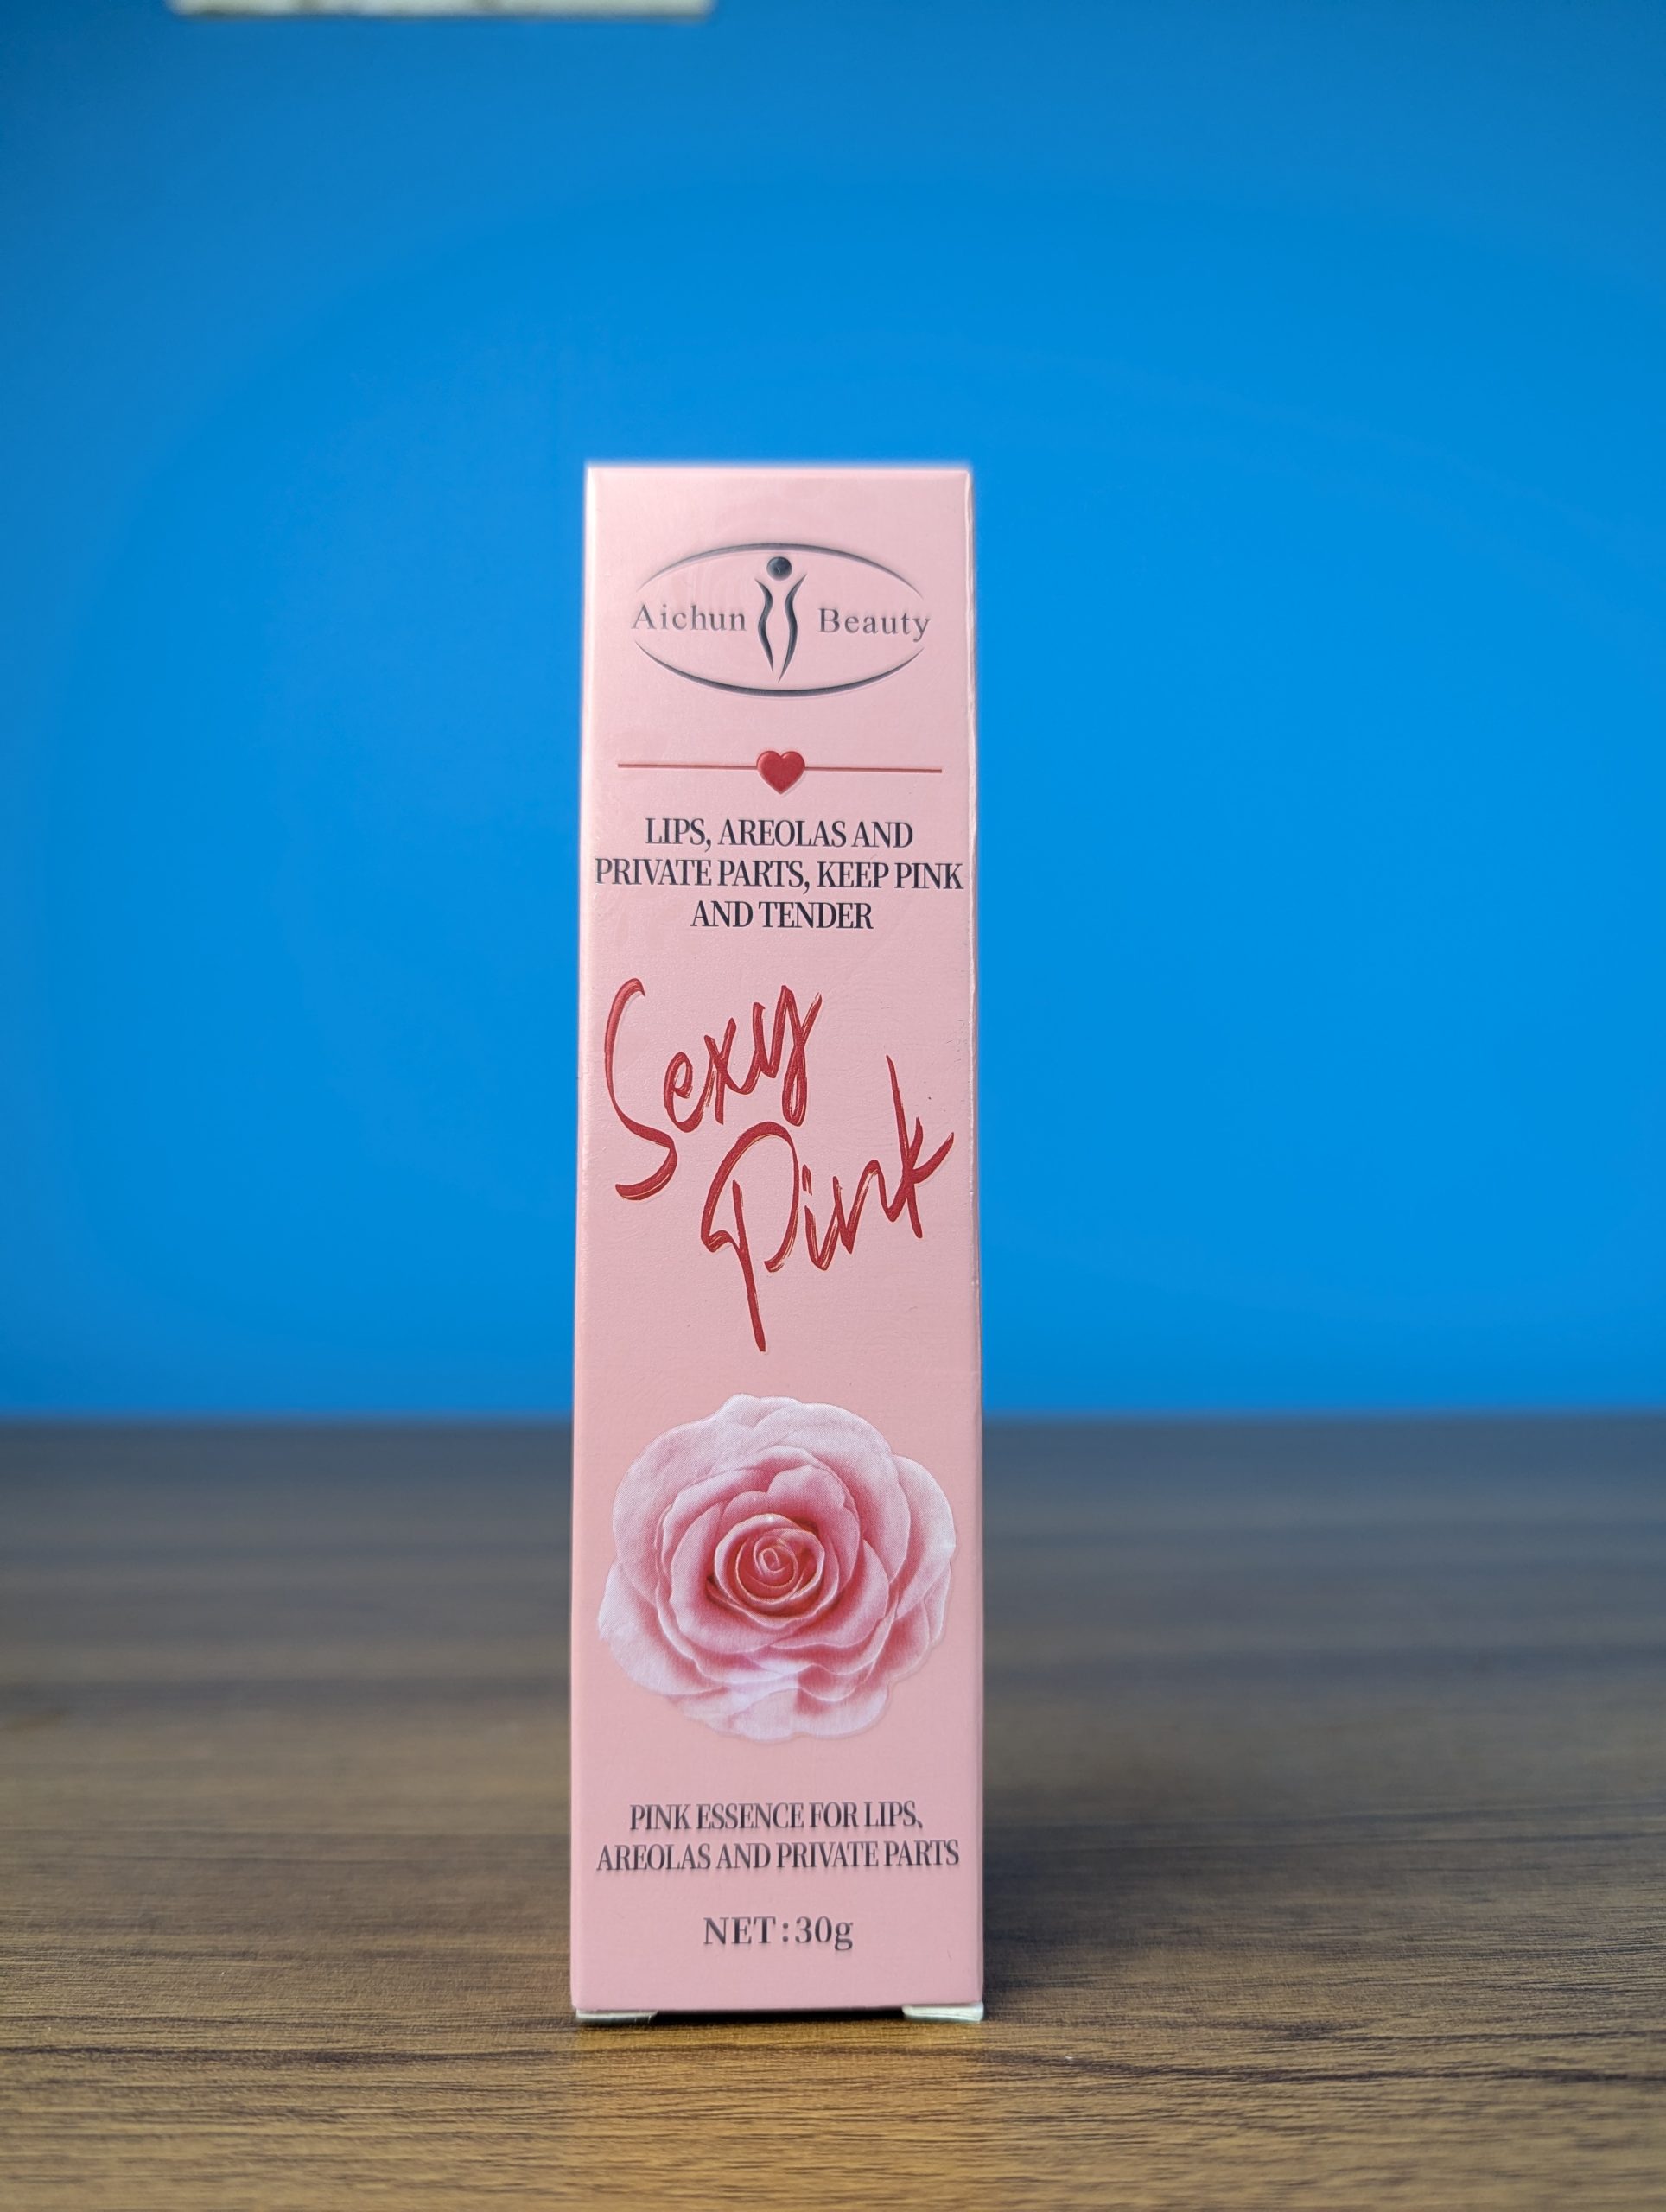 Aichun Beauty
LIPS, AREOLAS AND
PRIVATE PARTS, KEEP PINK
AND TENDER
Sexy
Pink
PINK ESSENCE FOR LIPS,
AREOLAS AND PRIVATE PARTS
NET:30g